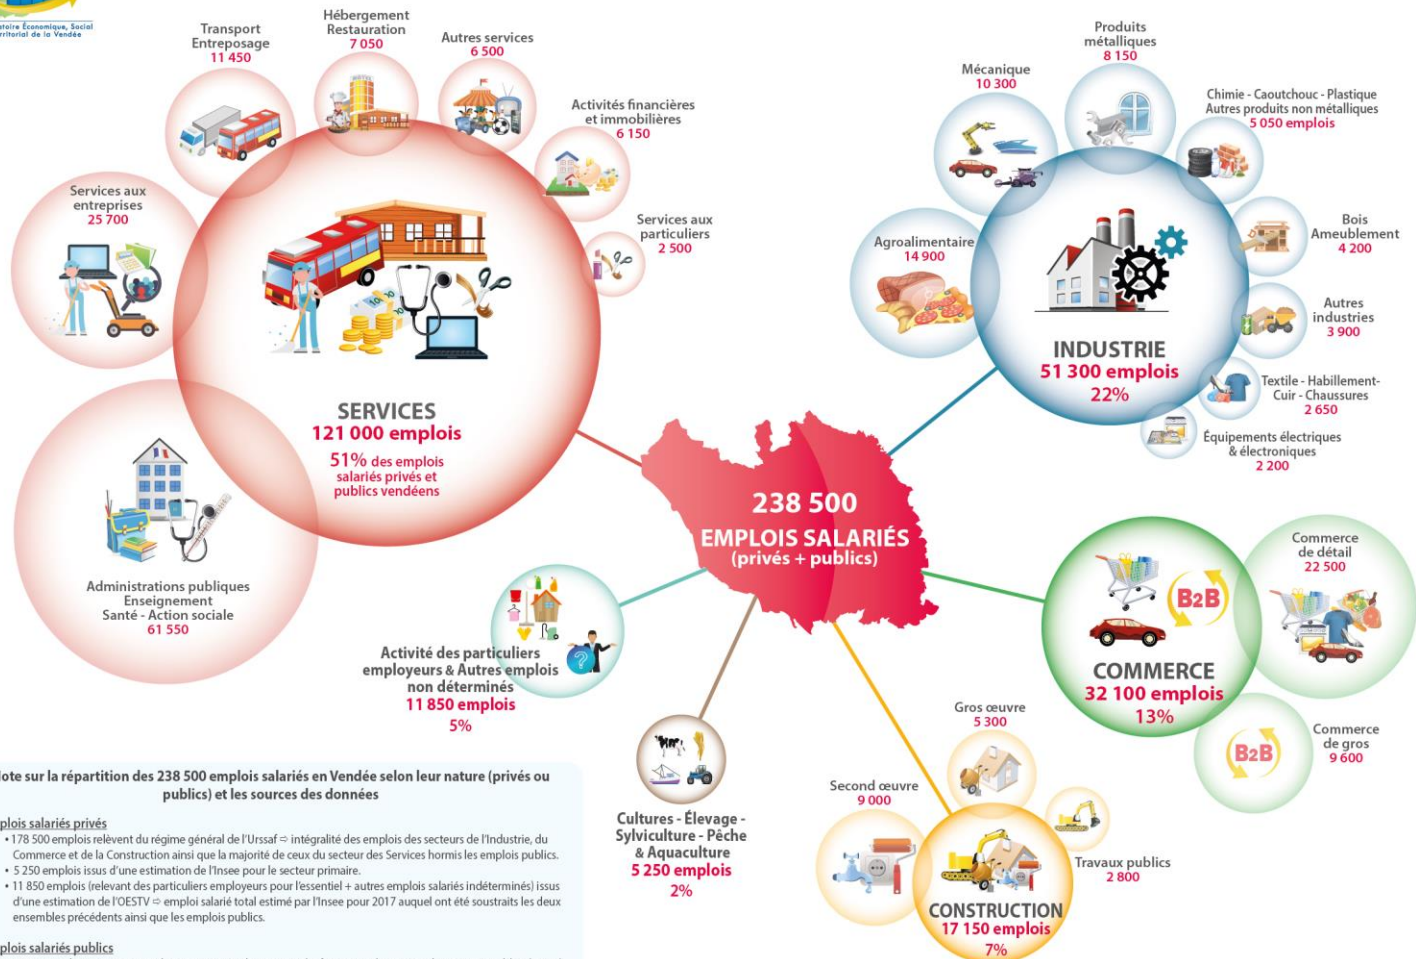 toire Économique, Social
rritorial de la Vendée
Transport
Entreposage
11 450
Hébergement
Restauration
7 050
Autres services
6 500
Activités financières
et immobilières
6 150
Services aux
particuliers
2 500
Services aux
entreprises
25 700
SERVICES
121 000 emplois
51% des emplois
salariés privés et
publics vendéens
Administrations publiques
Enseignement
Santé - Action sociale
61 550
Produits
métalliques
8 150
Mécanique
10 300
Chimie - Caoutchouc - Plastique
Autres produits non métalliques
5 050 emplois
Agroalimentaire
14 900
Bois
Ameublement
4 200
Autres
industries
3 900
INDUSTRIE
51 300 emplois
22%
Textile - Habillement-
Cuir - Chaussures
2 650
Équipements électriques
& électroniques
2 200
238 500
EMPLOIS SALARIÉS
(privés + publics)
Commerce
de détail
22 500
B2B
COMMERCE
32 100 emplois
13%
B2B
Commerce
de gros
9 600
Activité des particuliers
employeurs & Autres emplois
non déterminés
11 850 emplois
5%
Cultures - Élevage -
Sylviculture - Pêche
& Aquaculture
5 250 emplois
2%
Gros œuvre
5 300
Second œuvre
9 000
Travaux publics
2 800
CONSTRUCTION
17 150 emplois
7%
ote sur la répartition des 238 500 emplois salariés en Vendée selon leur nature (privés ou
publics) et les sources des données
plois salariés privés
• 178 500 emplois relèvent du régime général de l'Urssaf ⇨ intégralité des emplois des secteurs de l'Industrie, du
Commerce et de la Construction ainsi que la majorité de ceux du secteur des Services hormis les emplois publics.
• 5 250 emplois issus d'une estimation de l'Insee pour le secteur primaire.
• 11 850 emplois (relevant des particuliers employeurs pour l'essentiel + autres emplois salariés indéterminés) issus
d'une estimation de l'OESTV ⇨ emploi salarié total estimé par l'Insee pour 2017 auquel ont été soustraits les deux
ensembles précédents ainsi que les emplois publics.
plois salariés publics